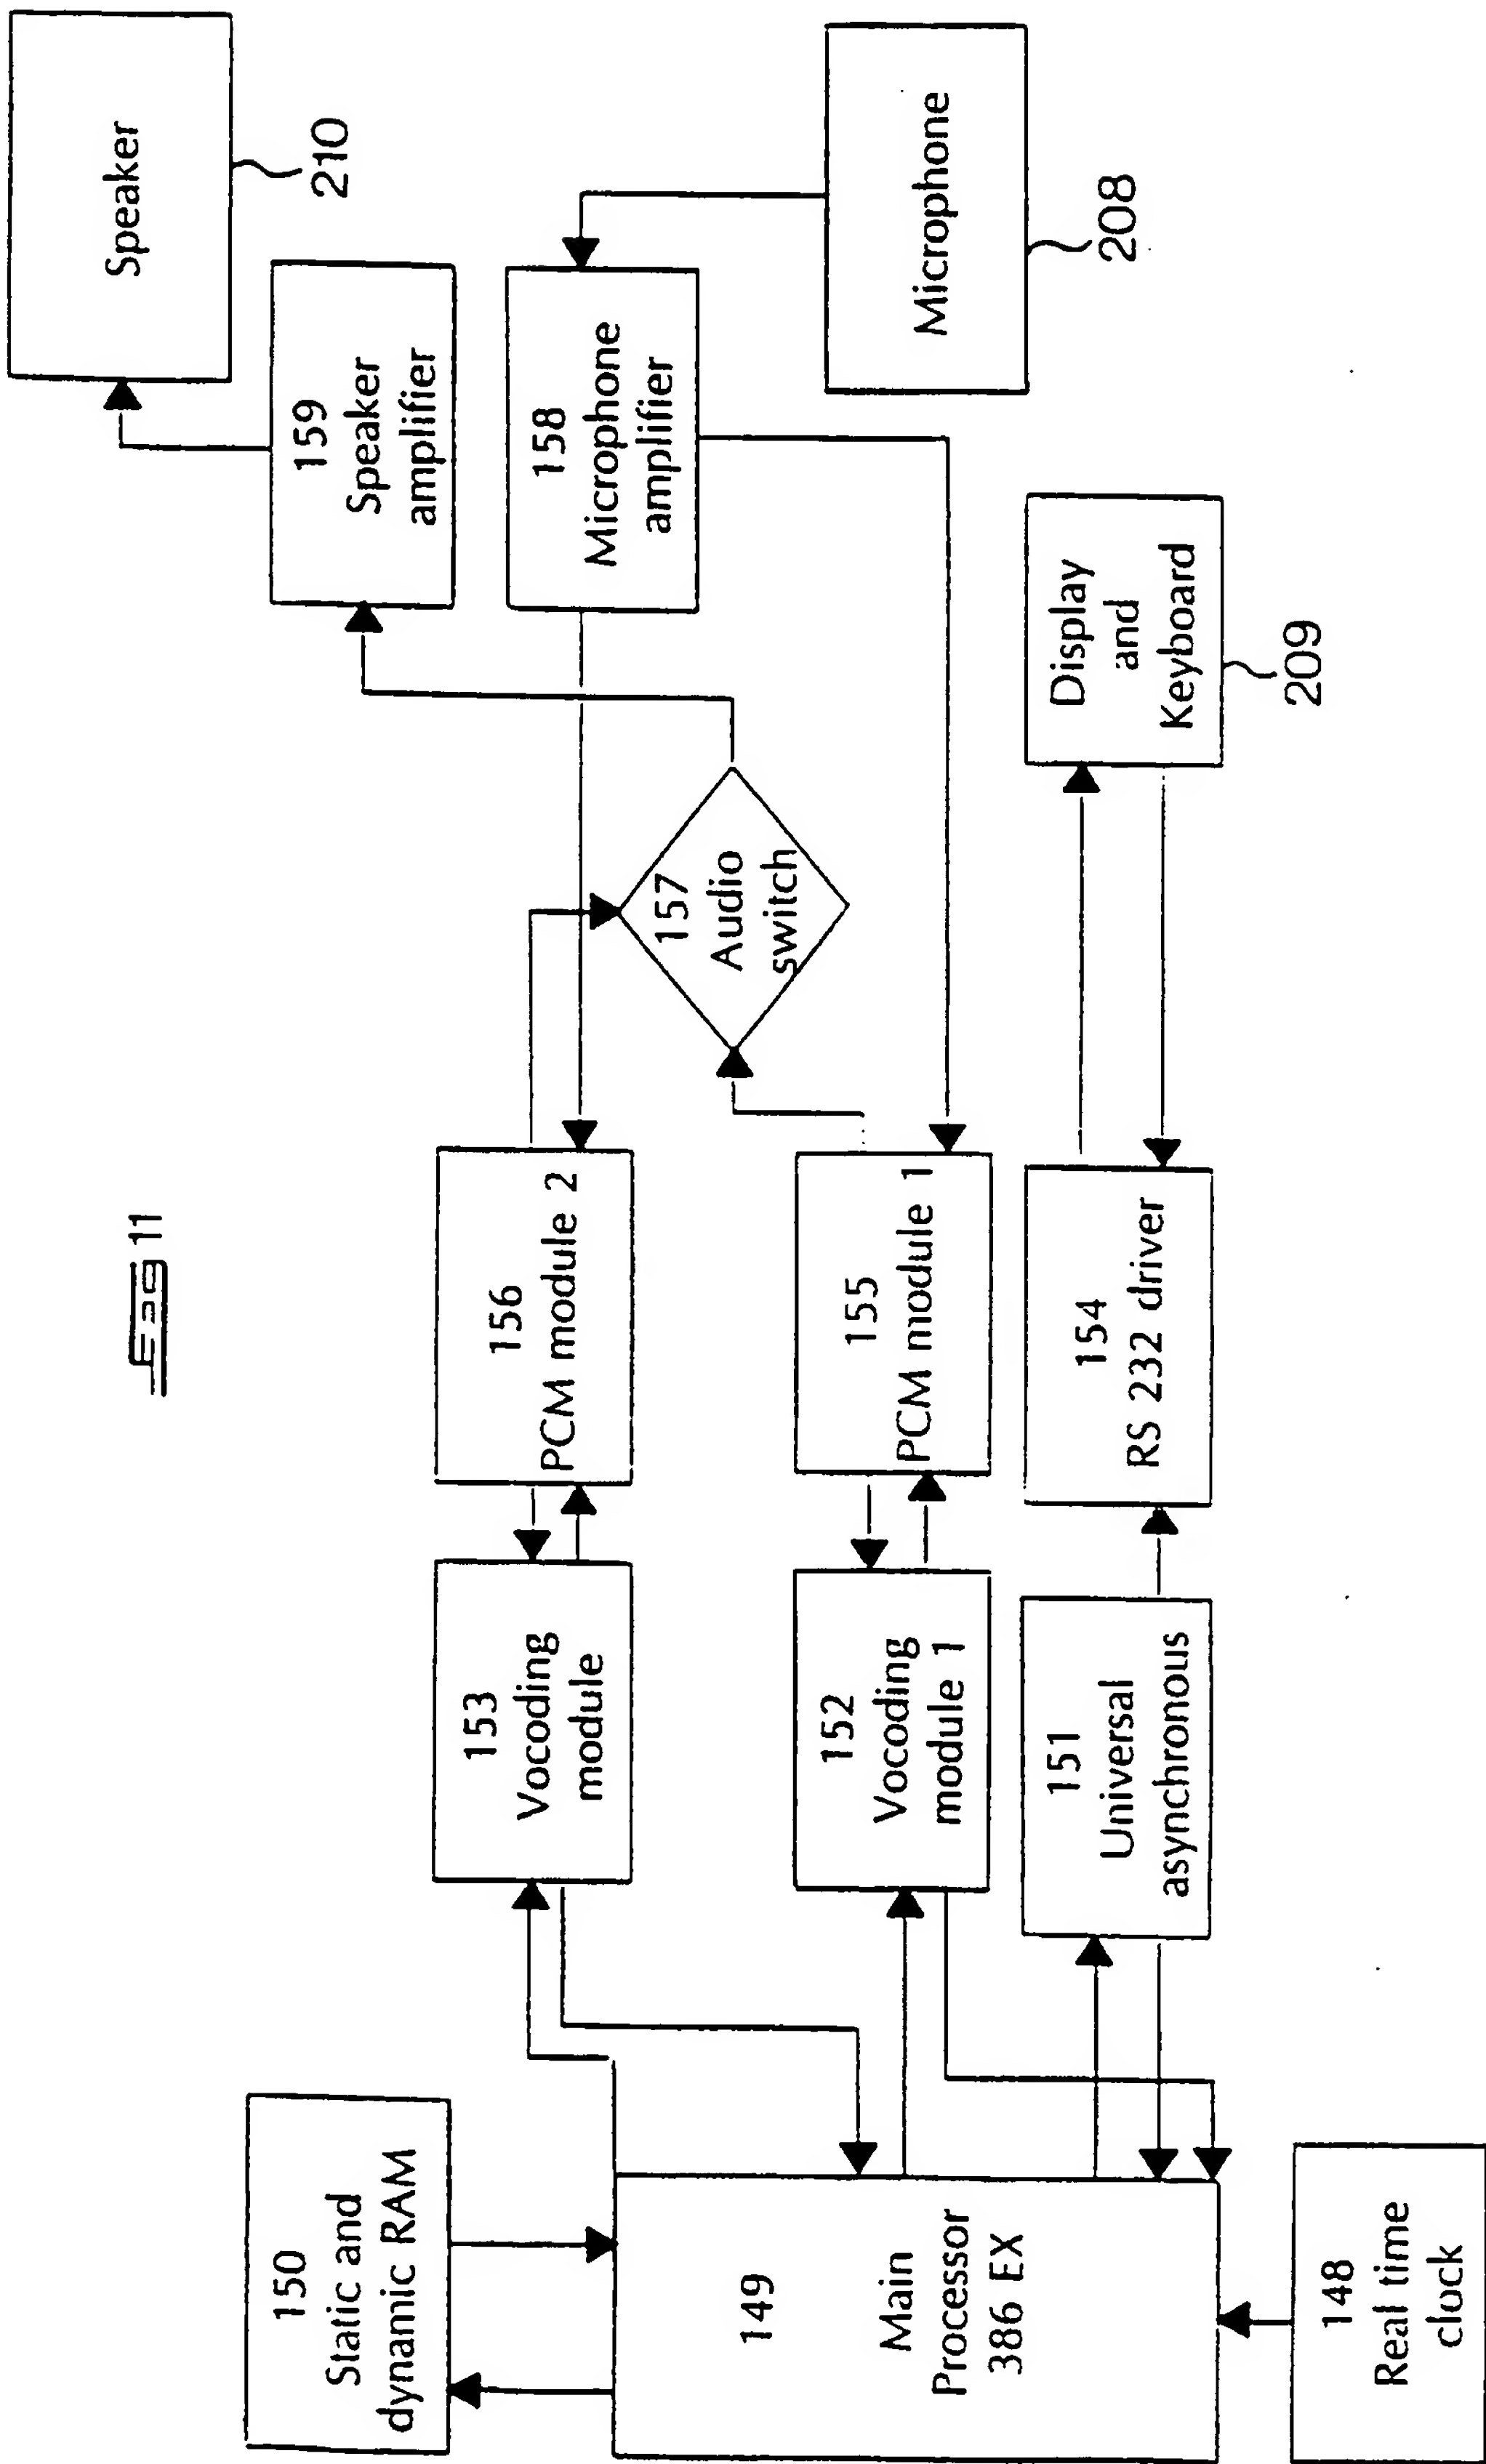 Fig 11
150
Static and
dynamic RAM
149
Main
Processor
386 EX
148
Real time
clock
153
Vocoding
module
152
Vocoding
module 1
151
Universal
asynchronous
156
PCM module 2
155
PCM module 1
154
RS 232 driver
157
Audio
switch
159
Speaker
amplifier
158
Microphone
amplifier
Display
and
Keyboard
209
Speaker
210
Microphone
208